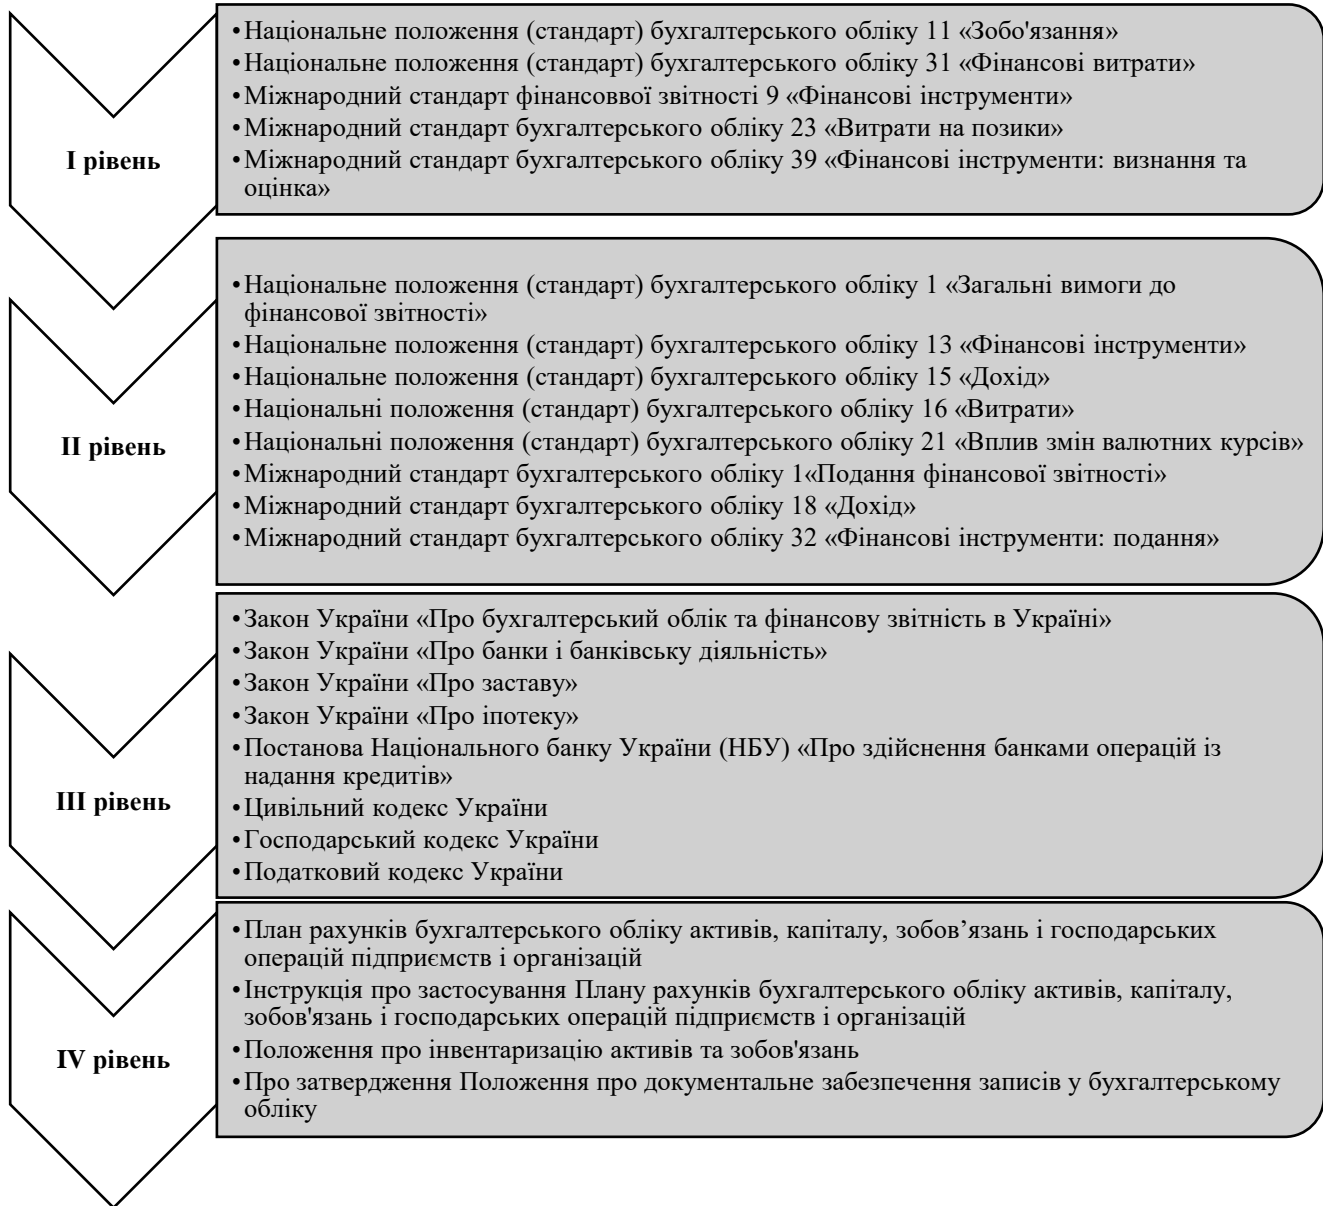 I рівень
•Національне положення (стандарт) бухгалтерського обліку 11 «Зобо'язання»
•Національне положення (стандарт) бухгалтерського обліку 31 «Фінансові витрати»
•Міжнародний стандарт фінансоввої звітності 9 «Фінансові інструменти»
•Міжнародний стандарт бухгалтерського обліку 23 «Витрати на позики»
•Міжнародний стандарт бухгалтерського обліку 39 «Фінансові інструменти: визнання та
оцінка»
II рівень
•Національне положення (стандарт) бухгалтерського обліку 1 «Загальні вимоги до
фінансової звітності»
•Національне положення (стандарт) бухгалтерського обліку 13 «Фінансові інструменти»
•Національне положення (стандарт) бухгалтерського обліку 15 «Дохід»
•Національні положення (стандарт) бухгалтерського обліку 16 «Витрати»
•Національні положення (стандарт) бухгалтерського обліку 21 «Вплив змін валютних курсів»
•Міжнародний стандарт бухгалтерського обліку 1«Подання фінансової звітності»
•Міжнародний стандарт бухгалтерського обліку 18 «Дохід»
•Міжнародний стандарт бухгалтерського обліку 32 «Фінансові інструменти: подання»
III рівень
•Закон України «Про бухгалтерський облік та фінансову звітність в Україні»
•Закон України «Про банки і банківську діяльність»
•Закон України «Про заставу»
•Закон України «Про іпотеку»
•Постанова Національного банку України (НБУ) «Про здійснення банками операцій із
надання кредитів»
•Цивільний кодекс України
•Господарський кодекс України
•Податковий кодекс України
IV рівень
•План рахунків бухгалтерського обліку активів, капіталу, зобов’язань і господарських
операцій підприємств і організацій
•Інструкція про застосування Плану рахунків бухгалтерського обліку активів, капіталу,
зобов'язань і господарських операцій підприємств і організацій
•Положення про інвентаризацію активів та зобов'язань
•Про затвердження Положення про документальне забезпечення записів у бухгалтерському
обліку